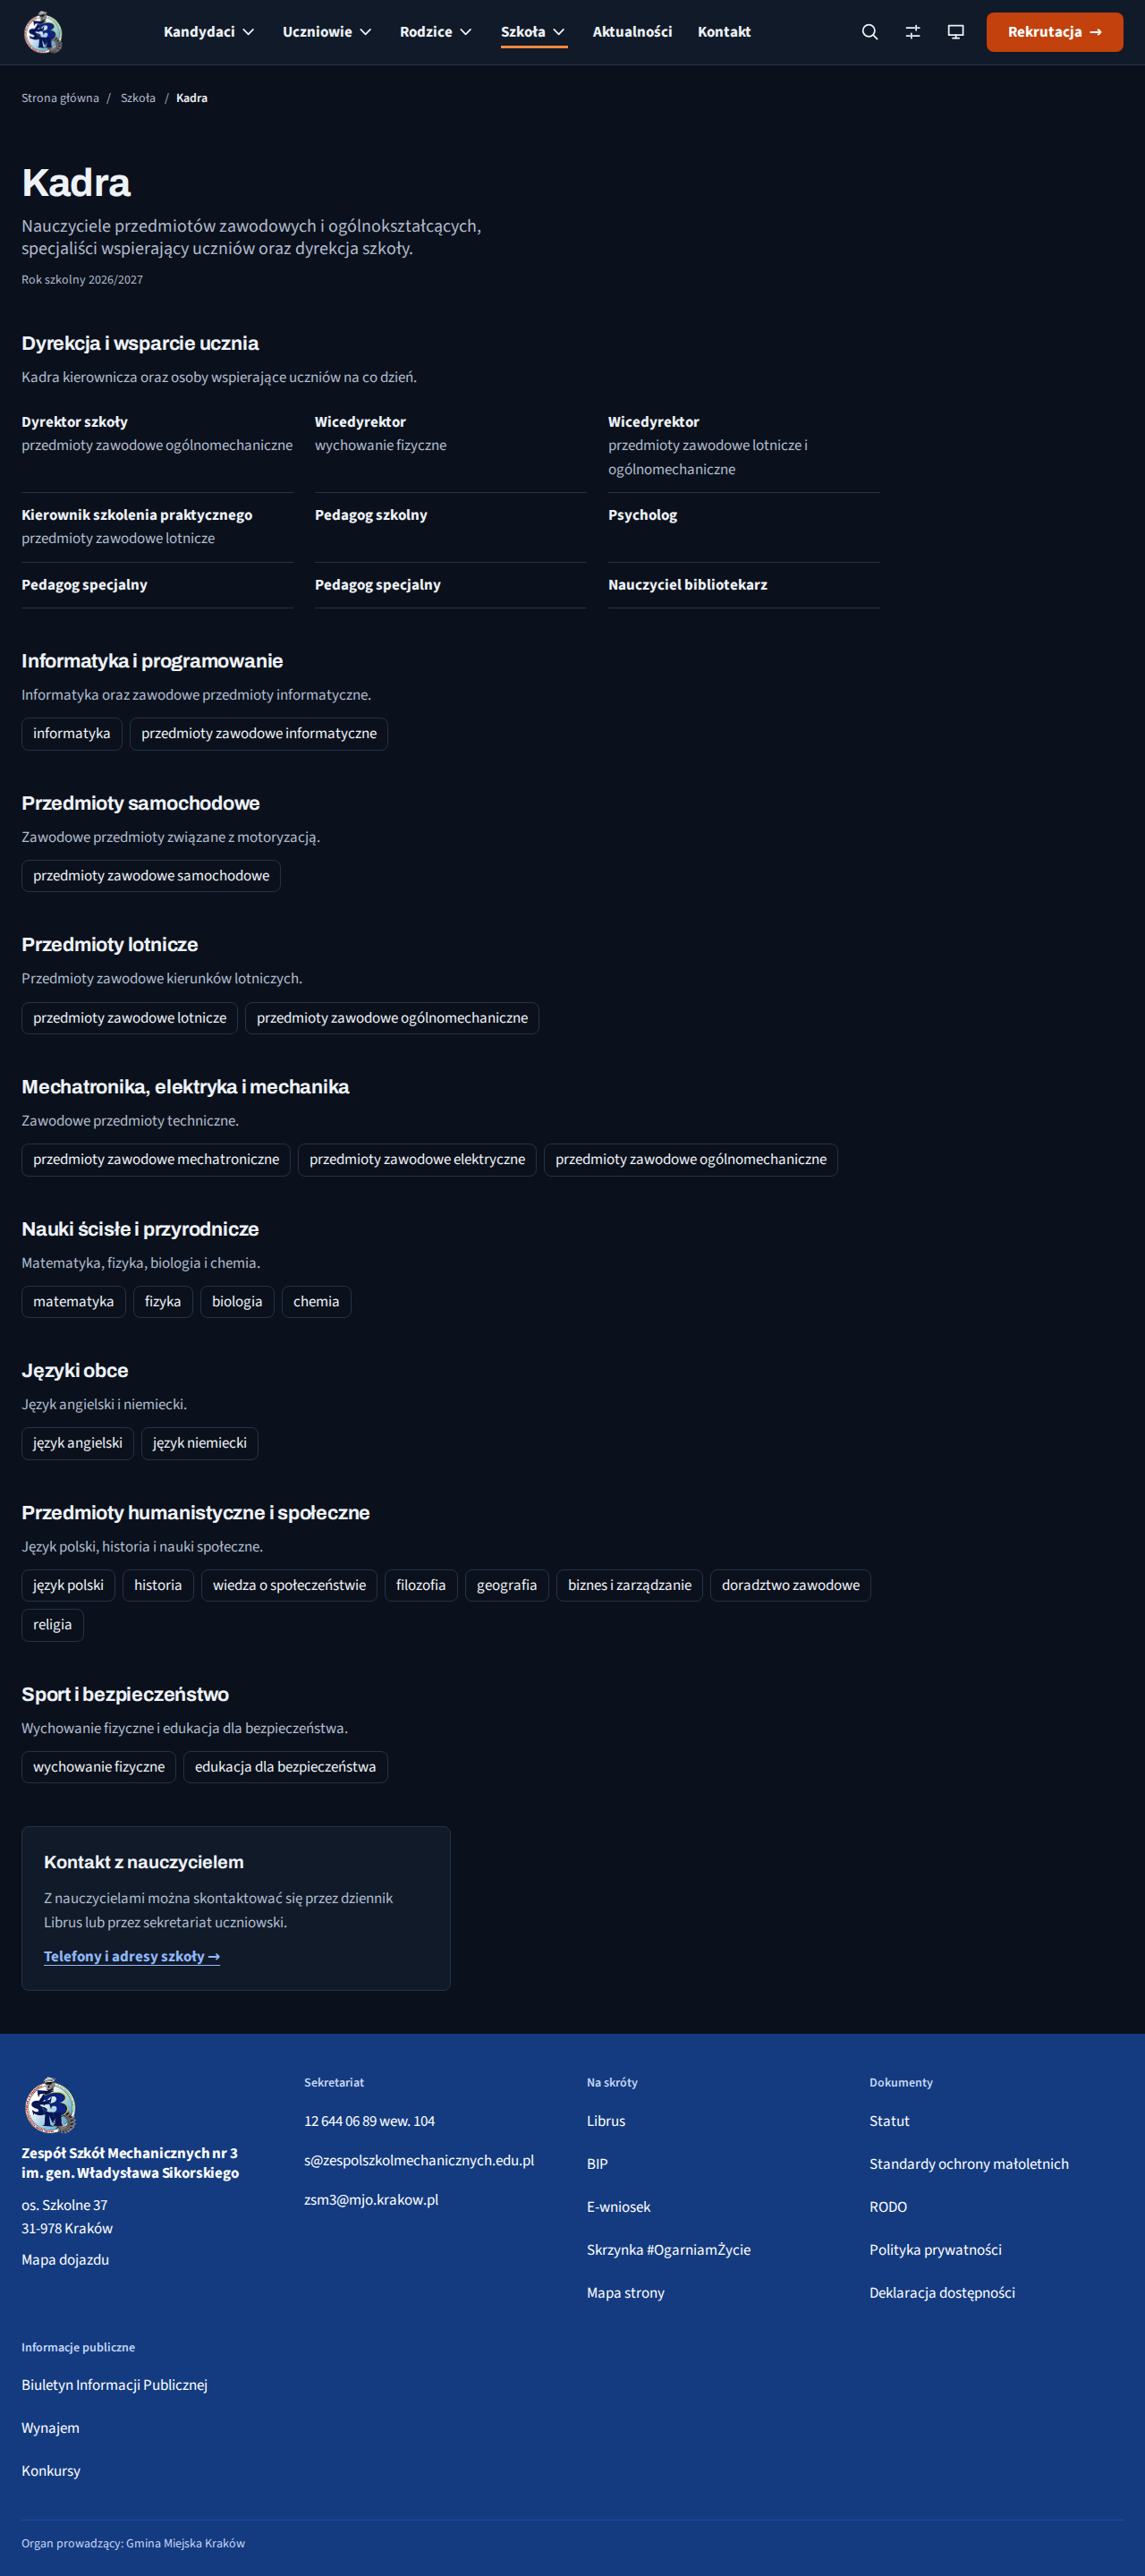 Kandydaci Uczniowie Rodzice Szkoła Aktualności Kontakt Rekrutacja →
Strona główna / Szkoła / Kadra
Kadra
Nauczyciele przedmiotów zawodowych i ogólnokształcących,
specjaliści wspierający uczniów oraz dyrekcja szkoły.
Rok szkolny 2026/2027
Dyrekcja i wsparcie ucznia
Kadra kierownicza oraz osoby wspierające uczniów na co dzień.
Dyrektor szkoły
przedmioty zawodowe ogólnomechaniczne
Wicedyrektor
wychowanie fizyczne
Wicedyrektor
przedmioty zawodowe lotnicze i
ogólnomechaniczne
Kierownik szkolenia praktycznego
przedmioty zawodowe lotnicze
Pedagog szkolny
Psycholog
Pedagog specjalny
Pedagog specjalny
Nauczyciel bibliotekarz
Informatyka i programowanie
Informatyka oraz zawodowe przedmioty informatyczne.
informatyka przedmioty zawodowe informatyczne
Przedmioty samochodowe
Zawodowe przedmioty związane z motoryzacją.
przedmioty zawodowe samochodowe
Przedmioty lotnicze
Przedmioty zawodowe kierunków lotniczych.
przedmioty zawodowe lotnicze przedmioty zawodowe ogólnomechaniczne
Mechatronika, elektryka i mechanika
Zawodowe przedmioty techniczne.
przedmioty zawodowe mechatroniczne przedmioty zawodowe elektryczne przedmioty zawodowe ogólnomechaniczne
Nauki ścisłe i przyrodnicze
Matematyka, fizyka, biologia i chemia.
matematyka fizyka biologia chemia
Języki obce
Język angielski i niemiecki.
język angielski język niemiecki
Przedmioty humanistyczne i społeczne
Język polski, historia i nauki społeczne.
język polski historia wiedza o społeczeństwie filozofia geografia biznes i zarządzanie doradztwo zawodowe
religia
Sport i bezpieczeństwo
Wychowanie fizyczne i edukacja dla bezpieczeństwa.
wychowanie fizyczne edukacja dla bezpieczeństwa
Kontakt z nauczycielem
Z nauczycielami można skontaktować się przez dziennik
Librus lub przez sekretariat uczniowski.
Telefony i adresy szkoły →
Zespół Szkół Mechanicznych nr 3
im. gen. Władysława Sikorskiego
os. Szkolne 37
31-978 Kraków
Mapa dojazdu
Sekretariat
12 644 06 89 wew. 104
s@zespolszkolmechanicznych.edu.pl
zsm3@mjo.krakow.pl
Na skróty
Librus
BIP
E-wniosek
Skrzynka #OgarniamŻycie
Mapa strony
Dokumenty
Statut
Standardy ochrony małoletnich
RODO
Polityka prywatności
Deklaracja dostępności
Informacje publiczne
Biuletyn Informacji Publicznej
Wynajem
Konkursy
Organ prowadzący: Gmina Miejska Kraków